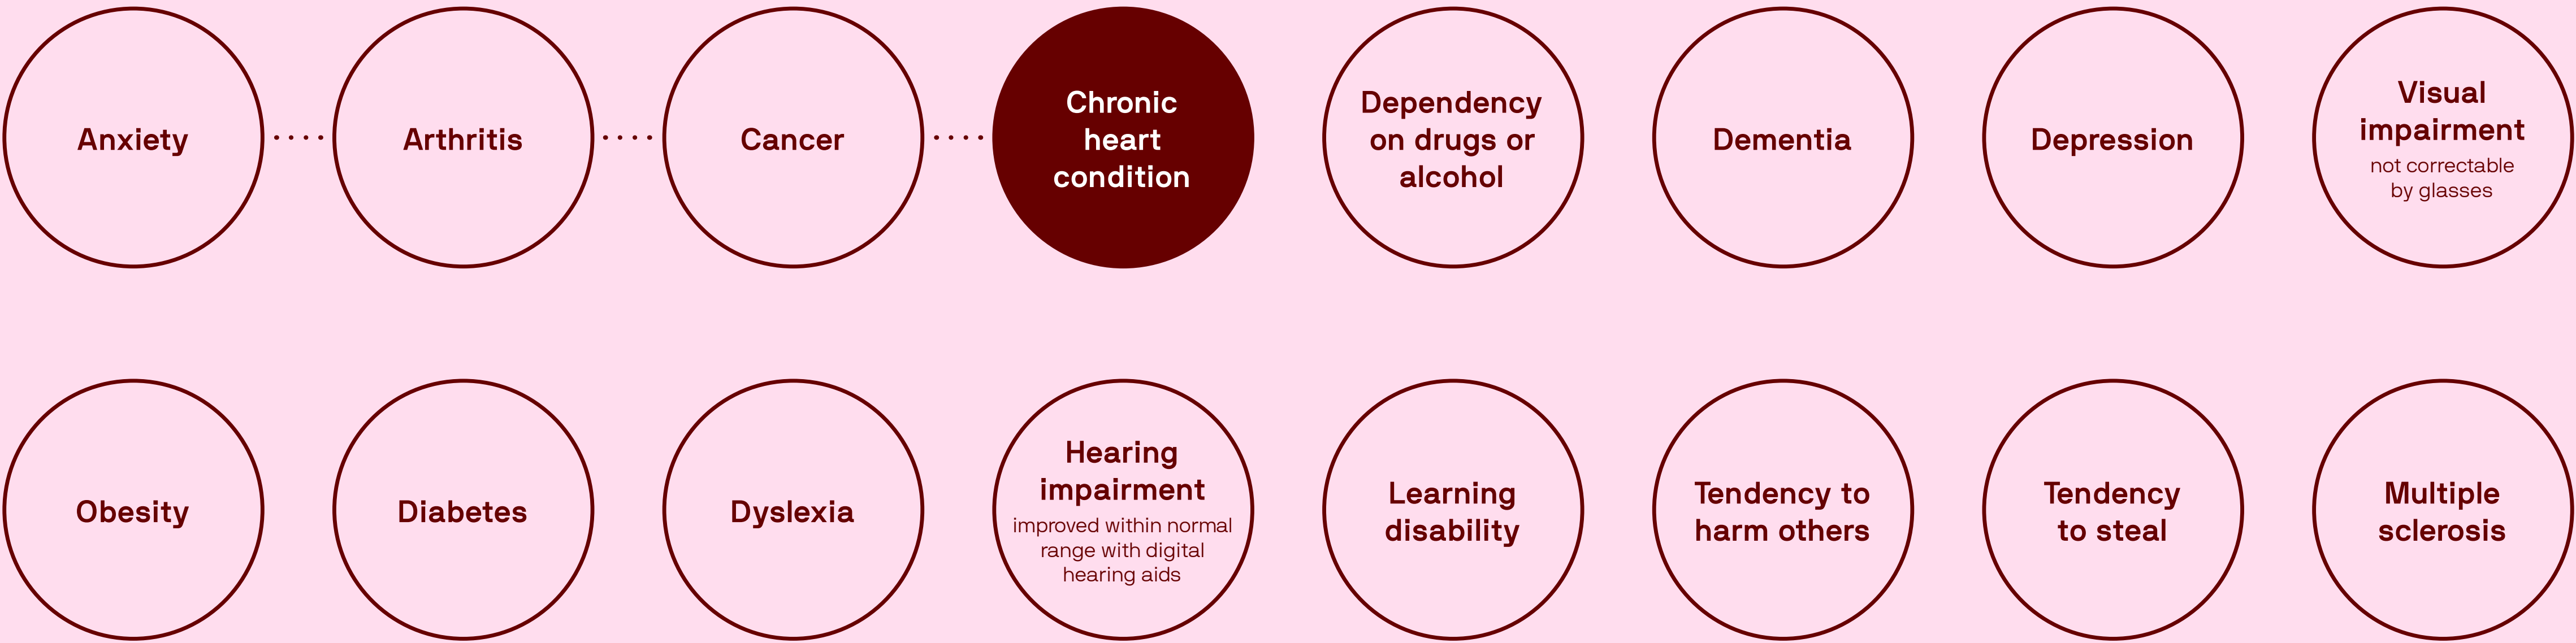 Anxiety
Arthritis
Cancer
Chronic
heart
condition
Dependency
on drugs or
alcohol
Dementia
Depression
Visual
impairment
not correctable
by glasses
Obesity
Diabetes
Dyslexia
Hearing
impairment
improved within normal
range with digital
hearing aids
Learning
disability
Tendency to
harm others
Tendency
to steal
Multiple
sclerosis